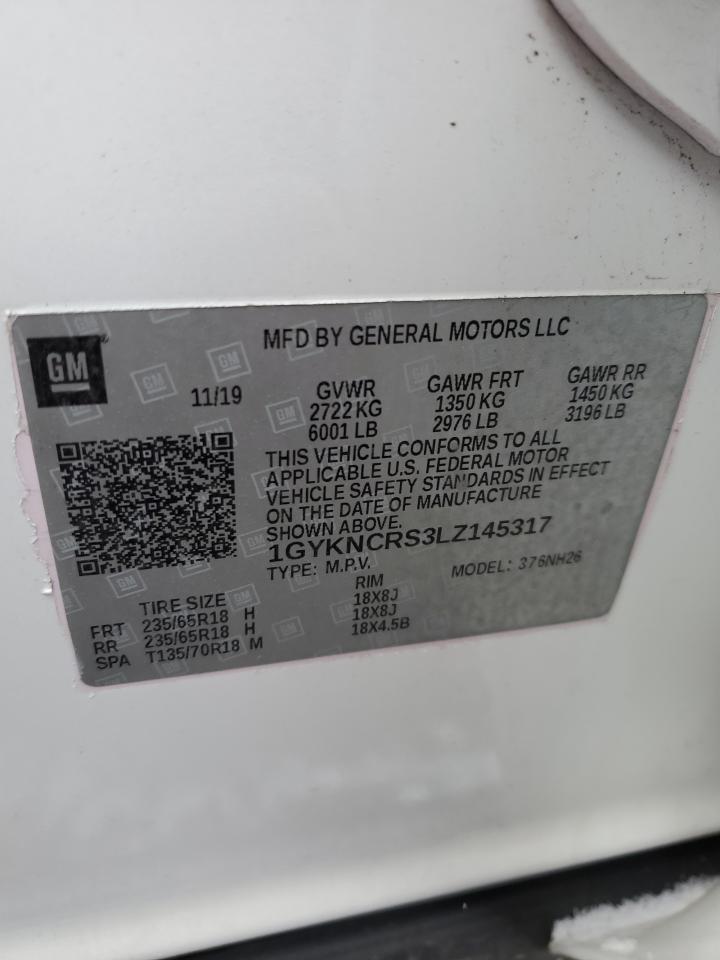 GM
MFD BY GENERAL MOTORS LLC
11/19
GVWR GAWR FRT GAWR RR
2722 KG 1350 KG 1450 KG
6001 LB 2976 LB 3196 LB
THIS VEHICLE CONFORMS TO ALL
APPLICABLE U.S. FEDERAL MOTOR
VEHICLE SAFETY STANDARDS IN EFFECT
ON THE DATE OF MANUFACTURE
SHOWN ABOVE.
1GYKNCRS3LZ145317
TYPE: M.P.V. MODEL: 376NH26
TIRE SIZE RIM
FRT 235/65R18 H 18X8J
RR 235/65R18 H 18X8J
SPA T135/70R18 M 18X4.5B